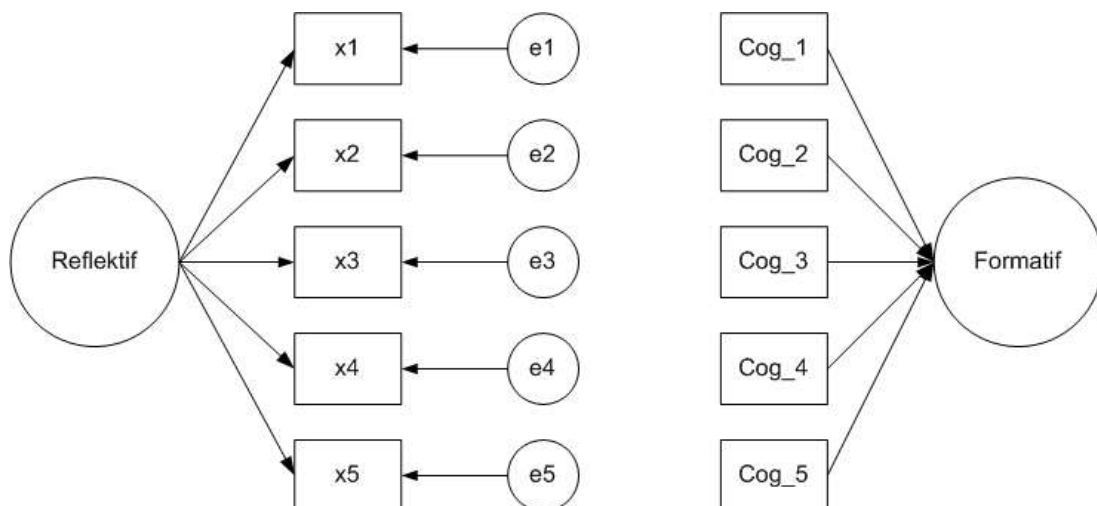 x1 e1 Cog_1
x2 e2 Cog_2
Reflektif x3 e3 Cog_3 Formatif
x4 e4 Cog_4
x5 e5 Cog_5